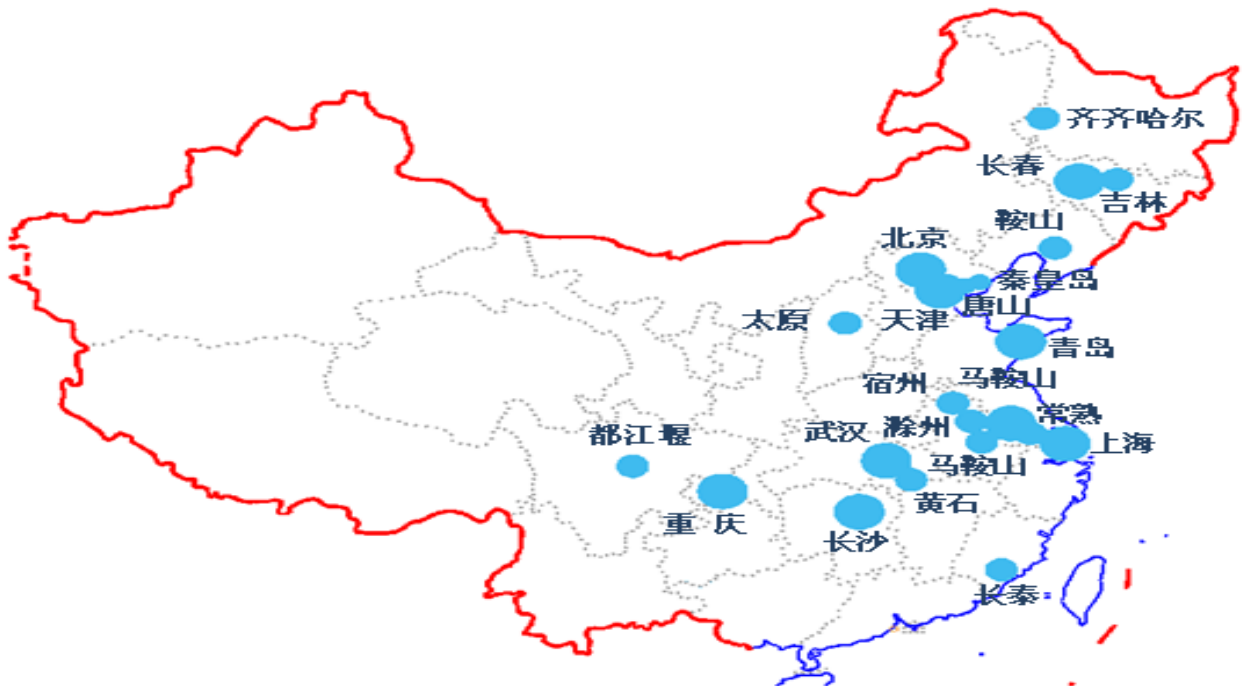 齐齐哈尔
长春
吉林
鞍山
北京
秦皇岛
唐山
太原
天津
青岛
马鞍山
宿州
常熟
都江堰
武汉
滁州
上海
马鞍山
黄石
重 庆
长沙
长泰